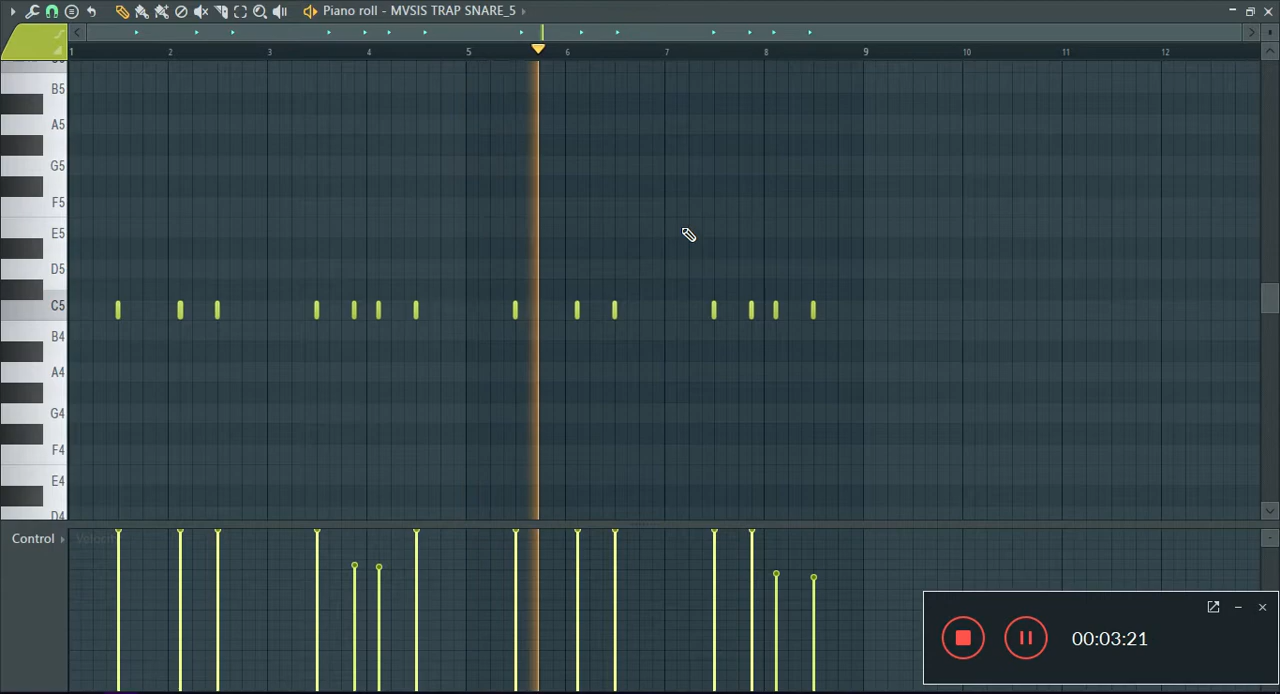 Piano roll - MVSIS TRAP SNARE_5
1 2 3 4 5 6 7 8 9 10 11 12
B5
A5
G5
F5
E5
D5
C5
B4
A4
G4
F4
E4
D4
Control
Velocity
00:03:21